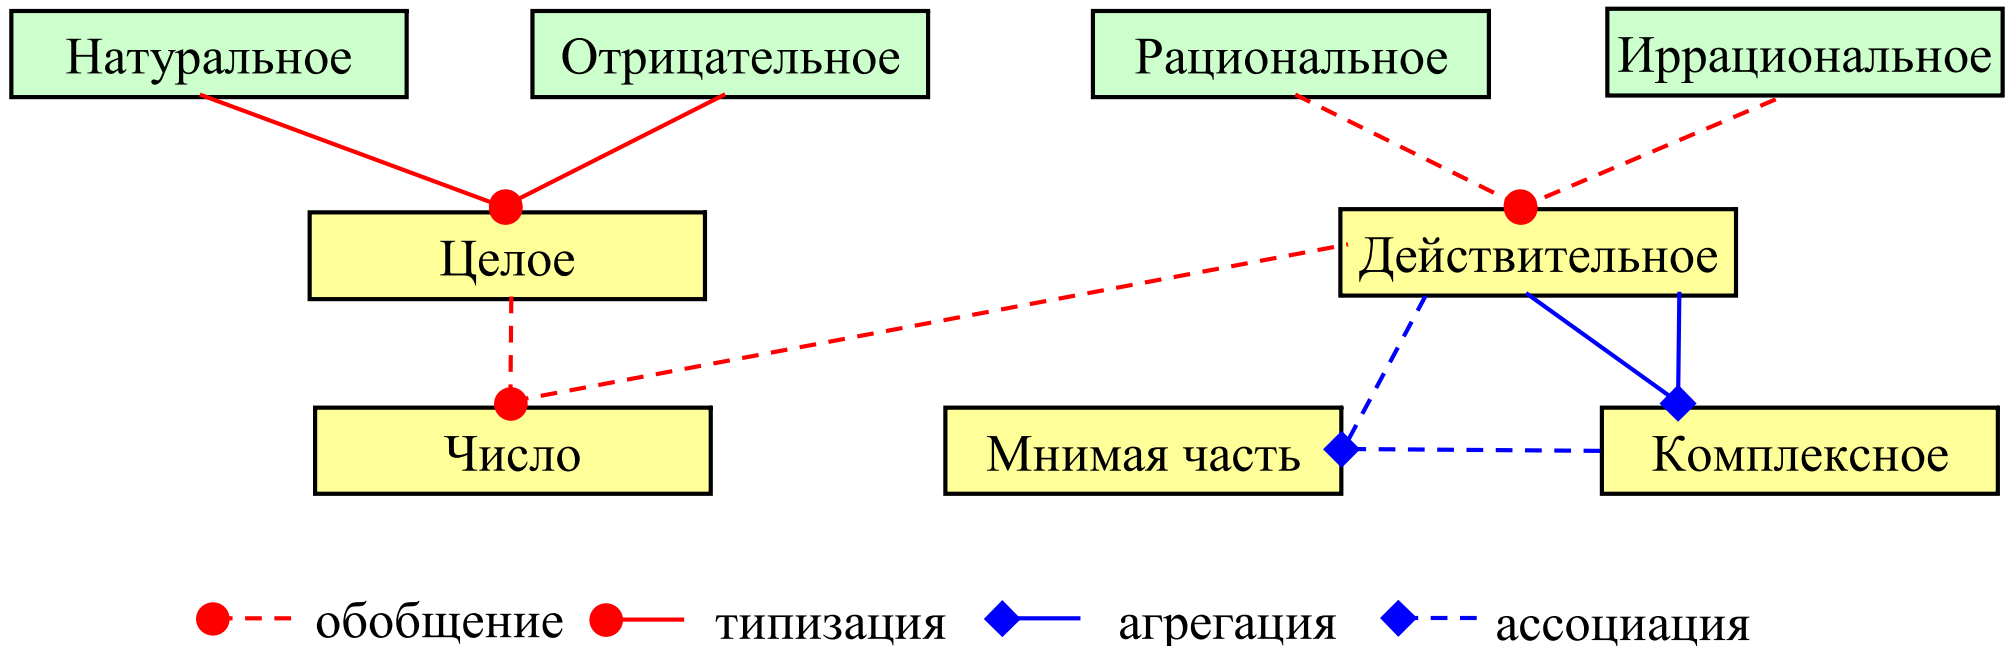 Натуральное
Отрицательное
Рациональное
Иррациональное
Целое
Действительное
Число
Мнимая часть
Комплексное
обобщение
типизация
агрегация
ассоциация